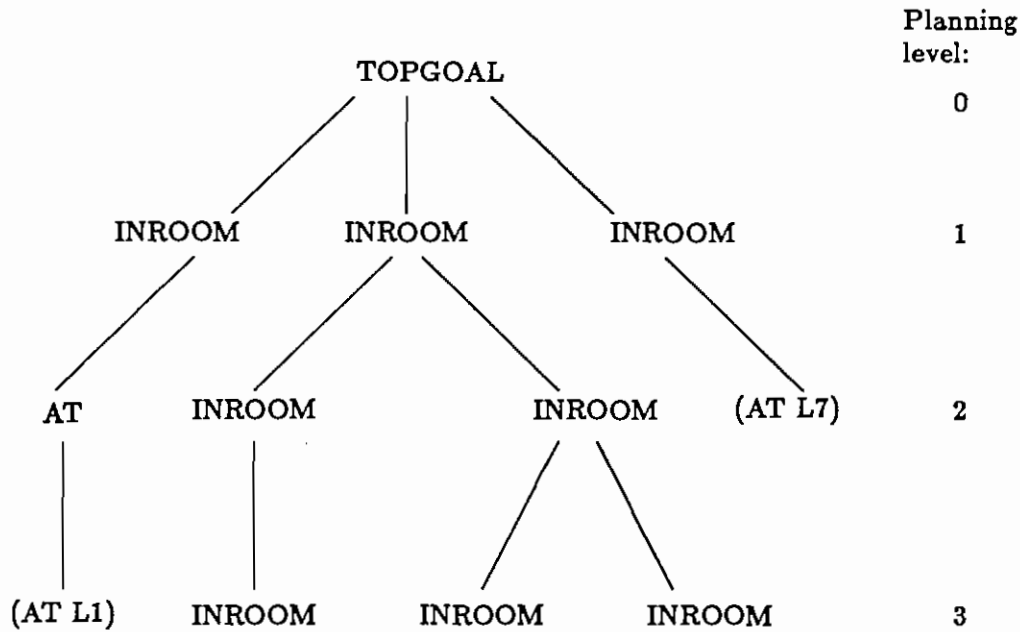 Planning
level:
TOPGOAL
0
INROOM INROOM INROOM 1
AT INROOM INROOM (AT L7) 2
(AT L1) INROOM INROOM INROOM 3